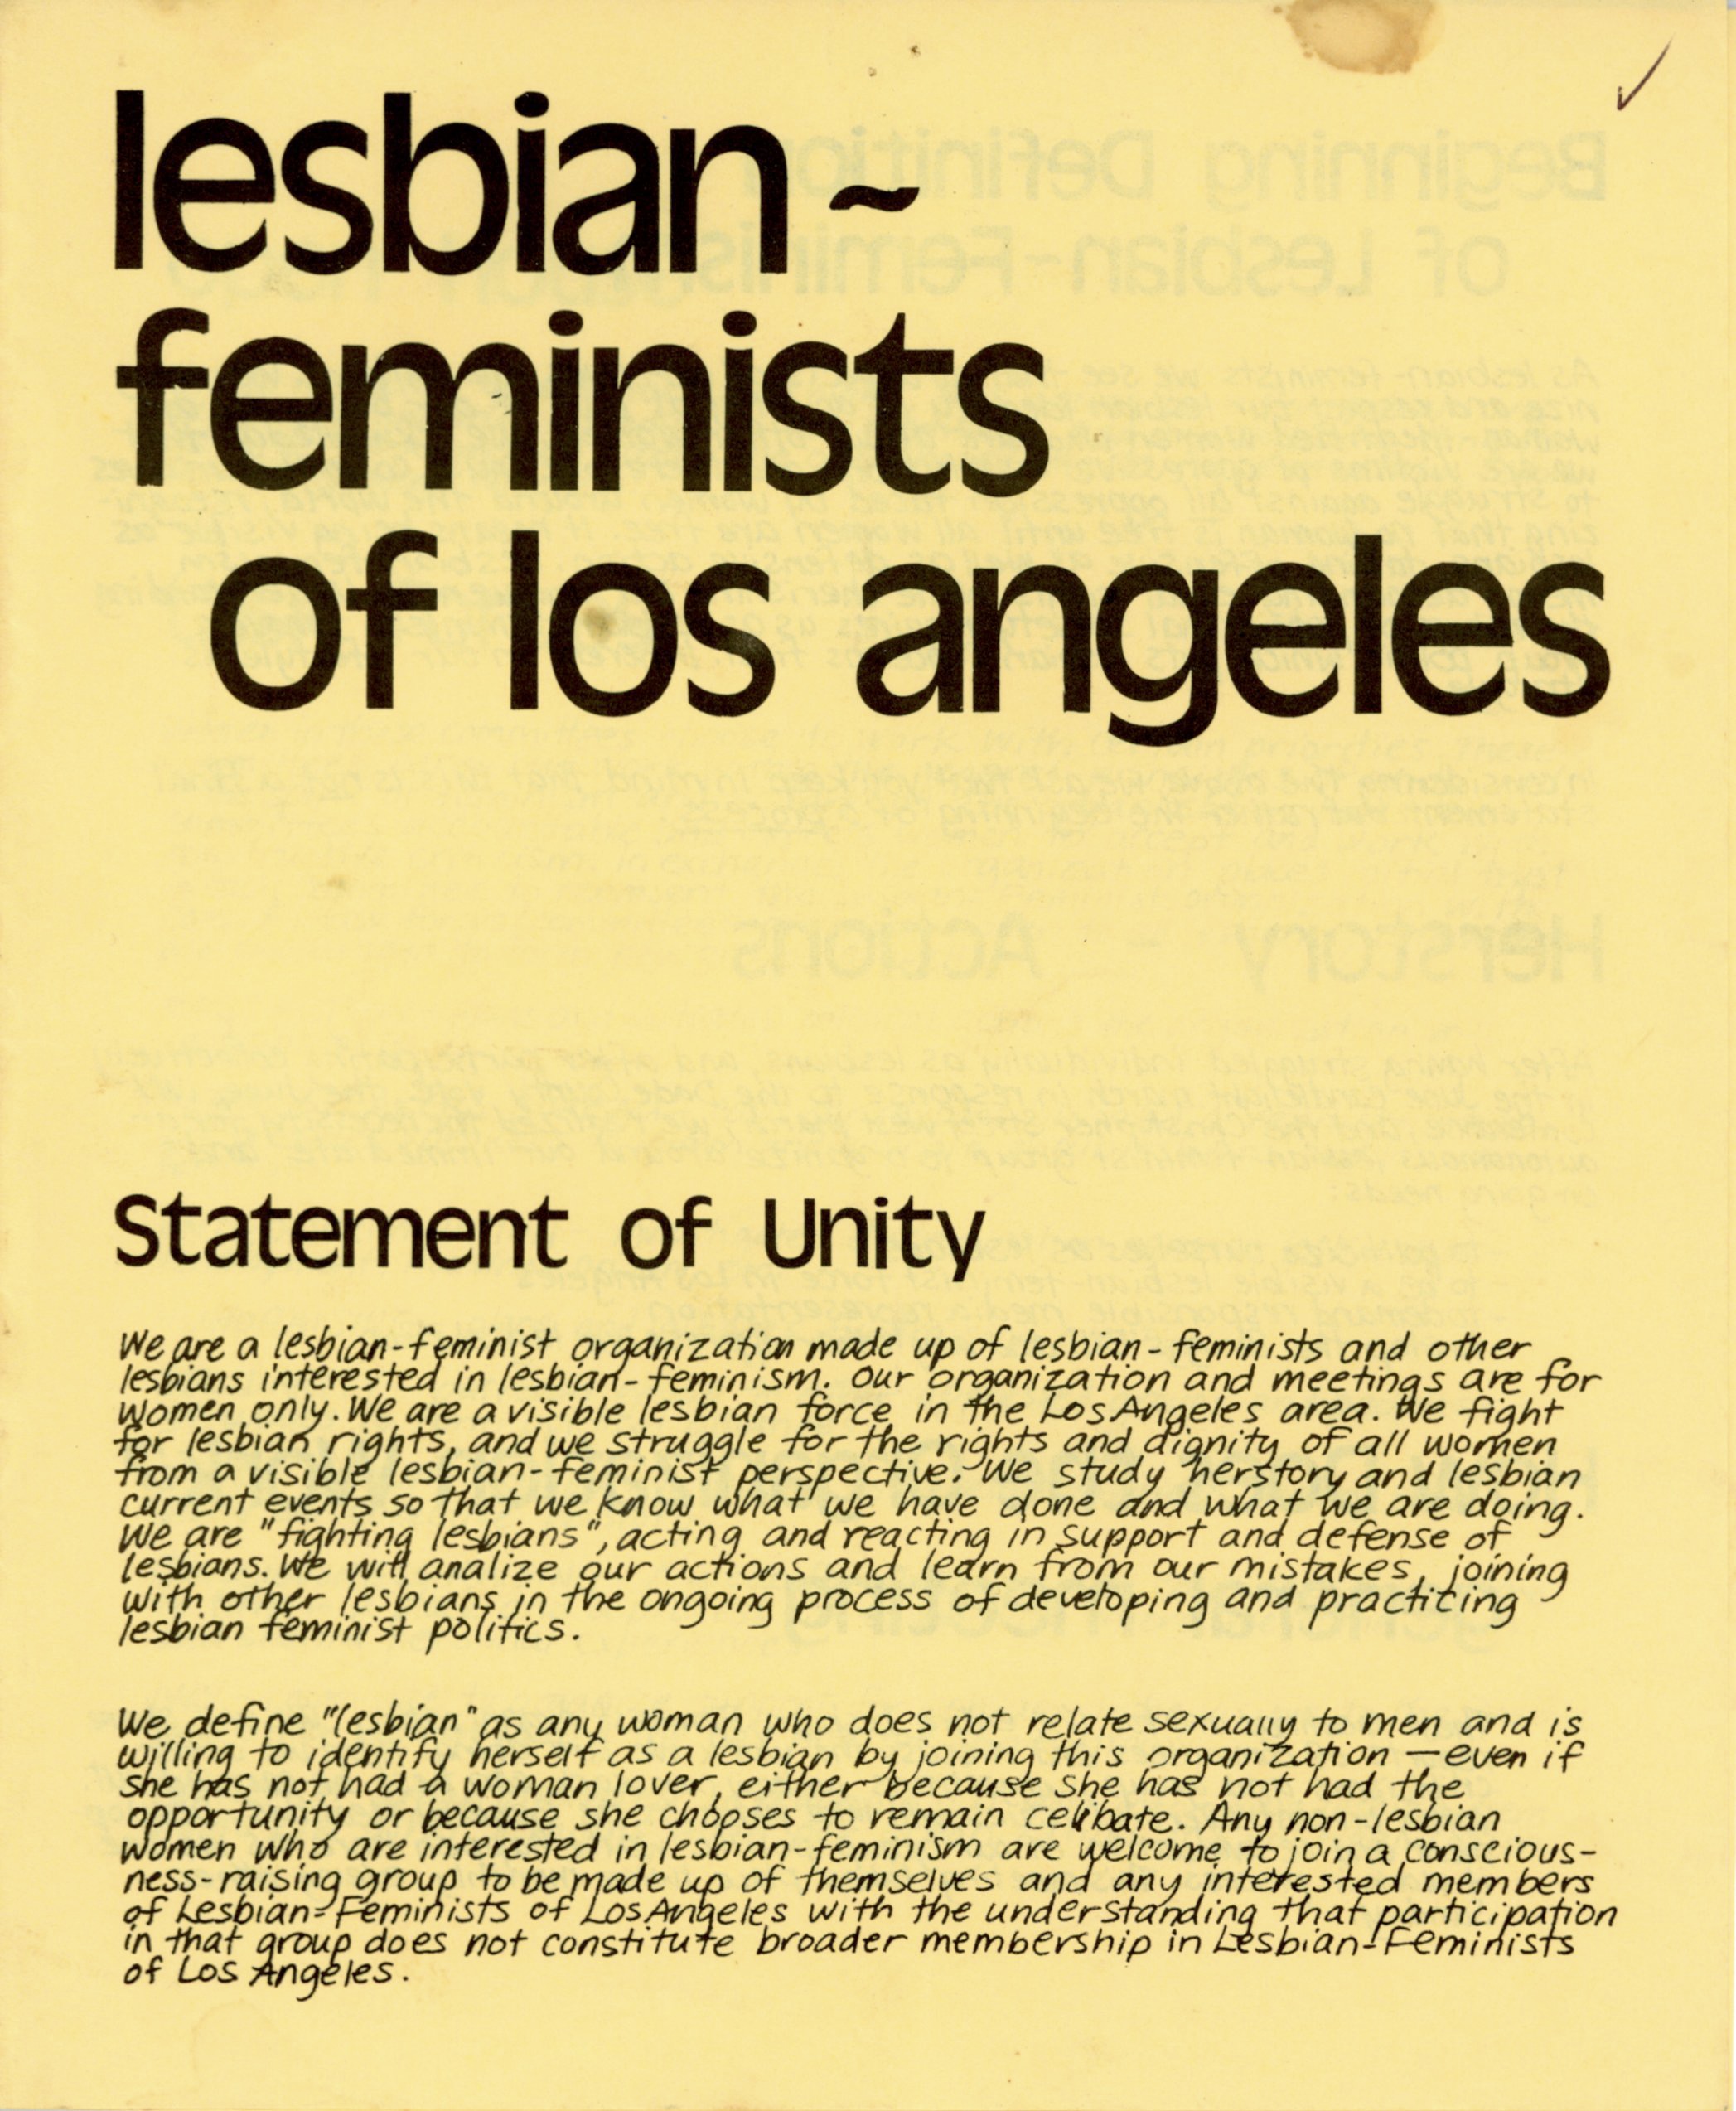 lesbian ~
feminists
of los angeles
Statement of Unity
We are a lesbian-feminist organization made up of lesbian-feminists and other
lesbians interested in lesbian-feminism. Our organization and meetings are for
women only. We are a visible lesbian force in the Los Angeles area. We fight
for lesbian rights, and we struggle for the rights and dignity of all women
from a visible lesbian-feminist perspective. We study herstory and lesbian
current events so that we know what we have done and what we are doing.
We are "fighting lesbians", acting and reacting in support and defense of
lesbians. We will analize our actions and learn from our mistakes, joining
with other lesbians in the ongoing process of developing and practicing
lesbian feminist politics.
We define "lesbian" as any woman who does not relate sexually to men and is
willing to identify herself as a lesbian by joining this organization — even if
she has not had a woman lover, either because she has not had the
opportunity or because she chooses to remain celibate. Any non-lesbian
women who are interested in lesbian-feminism are welcome to join a conscious-
ness-raising group to be made up of themselves and any interested members
of Lesbian-Feminists of Los Angeles with the understanding that participation
in that group does not constitute broader membership in Lesbian-Feminists
of Los Angeles.